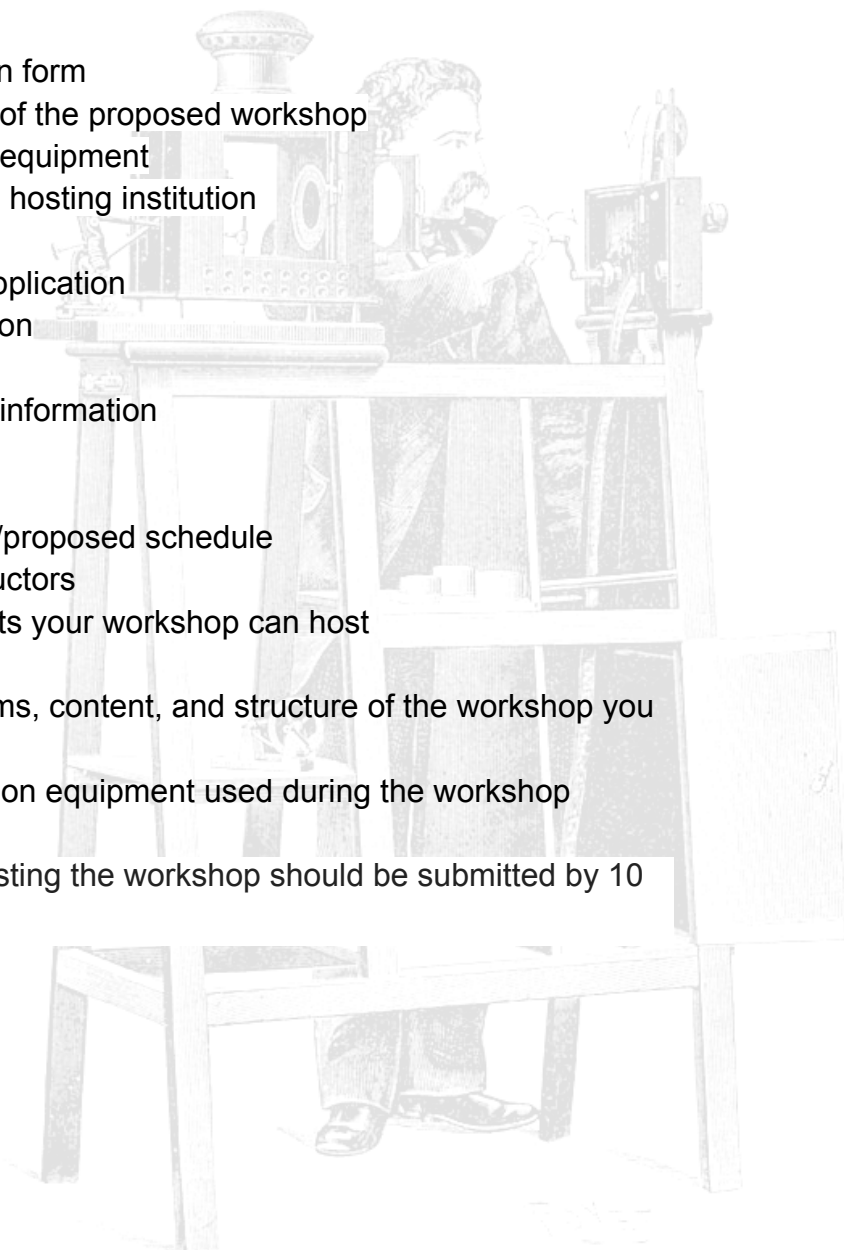 n form
of the proposed workshop
equipment
hosting institution
pplication
on
information
/proposed schedule
uctors
ts your workshop can host
ms, content, and structure of the workshop you
on equipment used during the workshop
sting the workshop should be submitted by 10